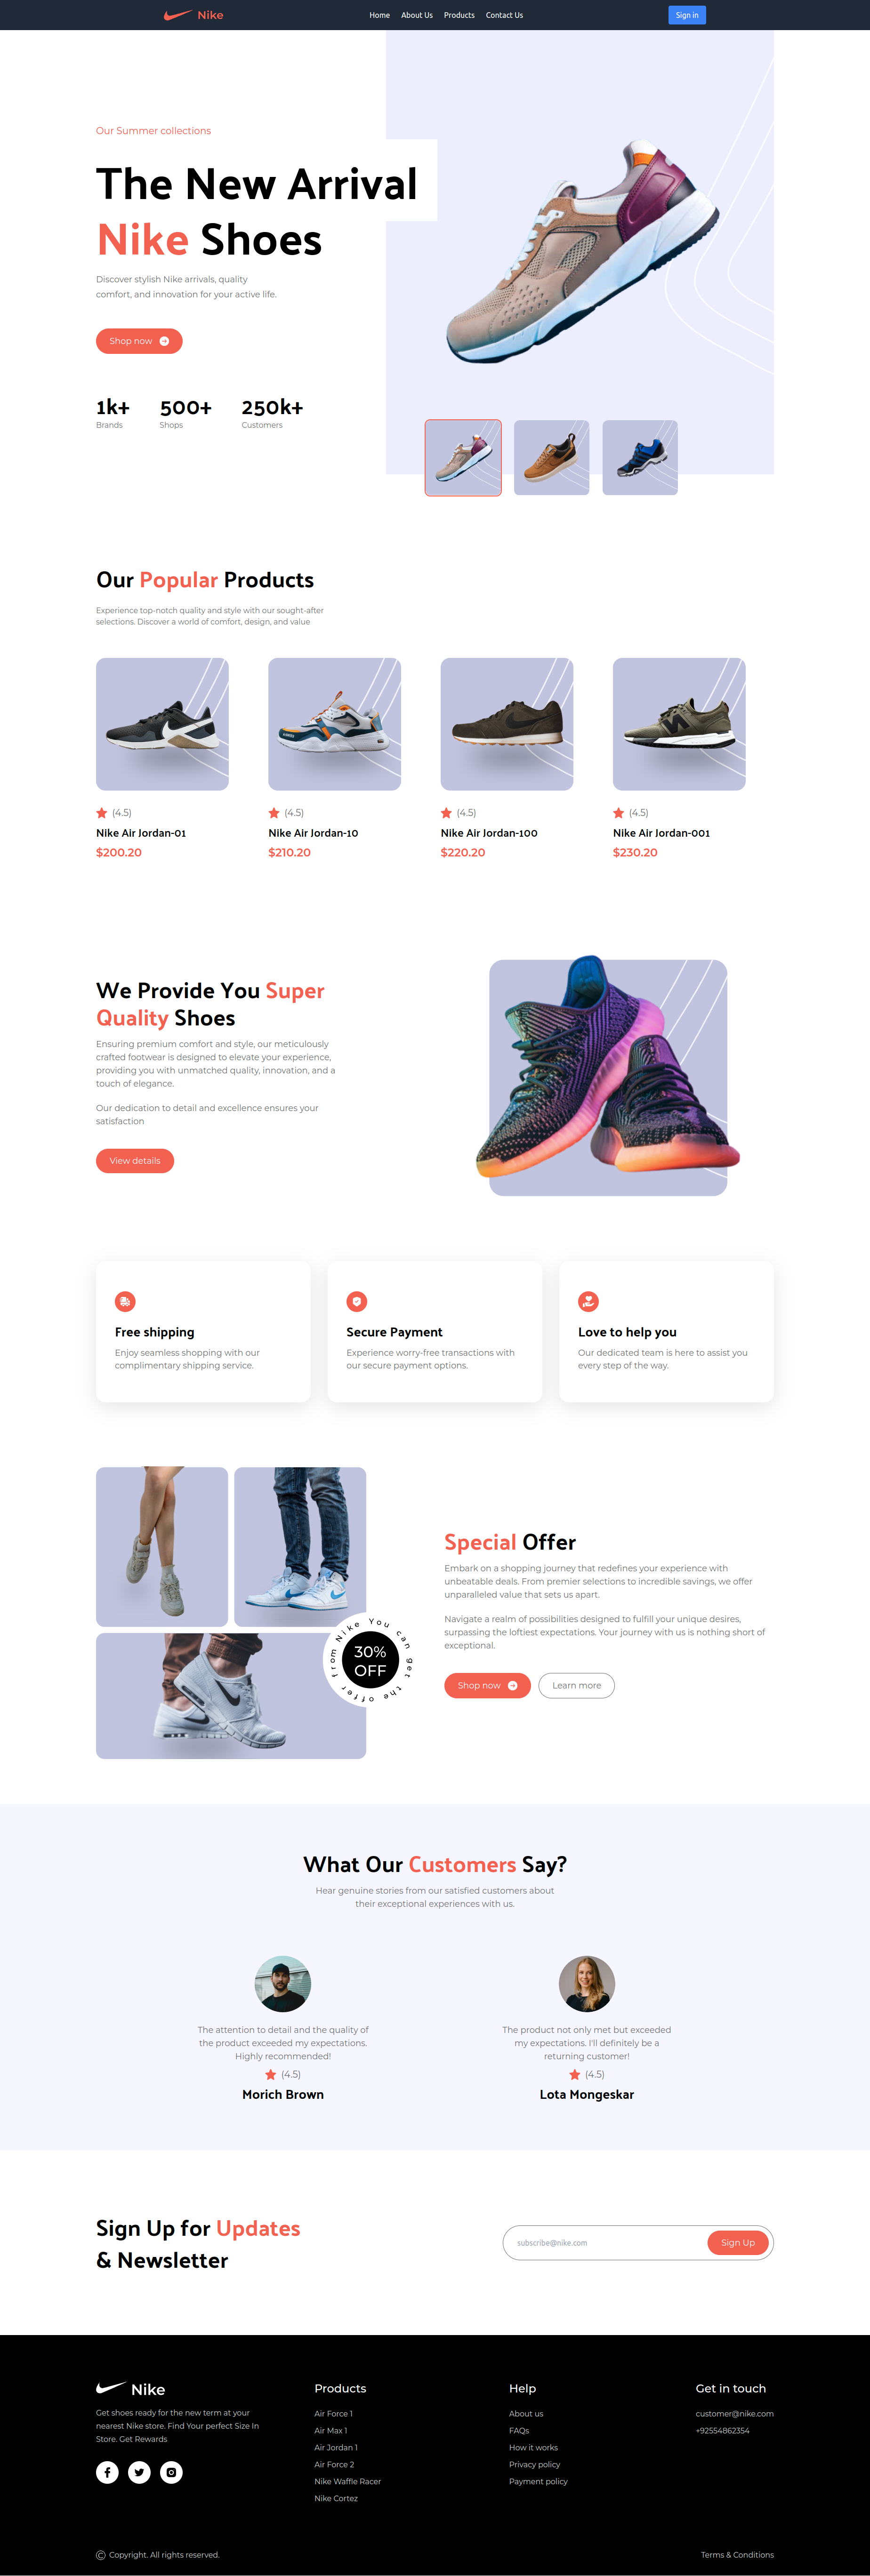 Nike
Home About Us Products Contact Us
Sign in
Our Summer collections
The New Arrival
Nike Shoes
Discover stylish Nike arrivals, quality
comfort, and innovation for your active life.
Shop now
1k+ 500+ 250k+
Brands Shops Customers
Our Popular Products
Experience top-notch quality and style with our sought-after
selections. Discover a world of comfort, design, and value
(4.5) (4.5) (4.5) (4.5)
Nike Air Jordan-01 Nike Air Jordan-10 Nike Air Jordan-100 Nike Air Jordan-001
$200.20 $210.20 $220.20 $230.20
We Provide You Super
Quality Shoes
Ensuring premium comfort and style, our meticulously
crafted footwear is designed to elevate your experience,
providing you with unmatched quality, innovation, and a
touch of elegance.
Our dedication to detail and excellence ensures your
satisfaction
View details
Free shipping
Enjoy seamless shopping with our
complimentary shipping service.
Secure Payment
Experience worry-free transactions with
our secure payment options.
Love to help you
Our dedicated team is here to assist you
every step of the way.
You can get the offer from Nike
30%
OFF
Special Offer
Embark on a shopping journey that redefines your experience with
unbeatable deals. From premier selections to incredible savings, we offer
unparalleled value that sets us apart.
Navigate a realm of possibilities designed to fulfill your unique desires,
surpassing the loftiest expectations. Your journey with us is nothing short of
exceptional.
Shop now
Learn more
What Our Customers Say?
Hear genuine stories from our satisfied customers about
their exceptional experiences with us.
The attention to detail and the quality of
the product exceeded my expectations.
Highly recommended!
(4.5)
Morich Brown
The product not only met but exceeded
my expectations. I'll definitely be a
returning customer!
(4.5)
Lota Mongeskar
Sign Up for Updates
& Newsletter
subscribe@nike.com
Sign Up
Nike
Get shoes ready for the new term at your
nearest Nike store. Find Your perfect Size In
Store. Get Rewards
Products
Air Force 1
Air Max 1
Air Jordan 1
Air Force 2
Nike Waffle Racer
Nike Cortez
Help
About us
FAQs
How it works
Privacy policy
Payment policy
Get in touch
customer@nike.com
+92554862354
© Copyright. All rights reserved.
Terms & Conditions